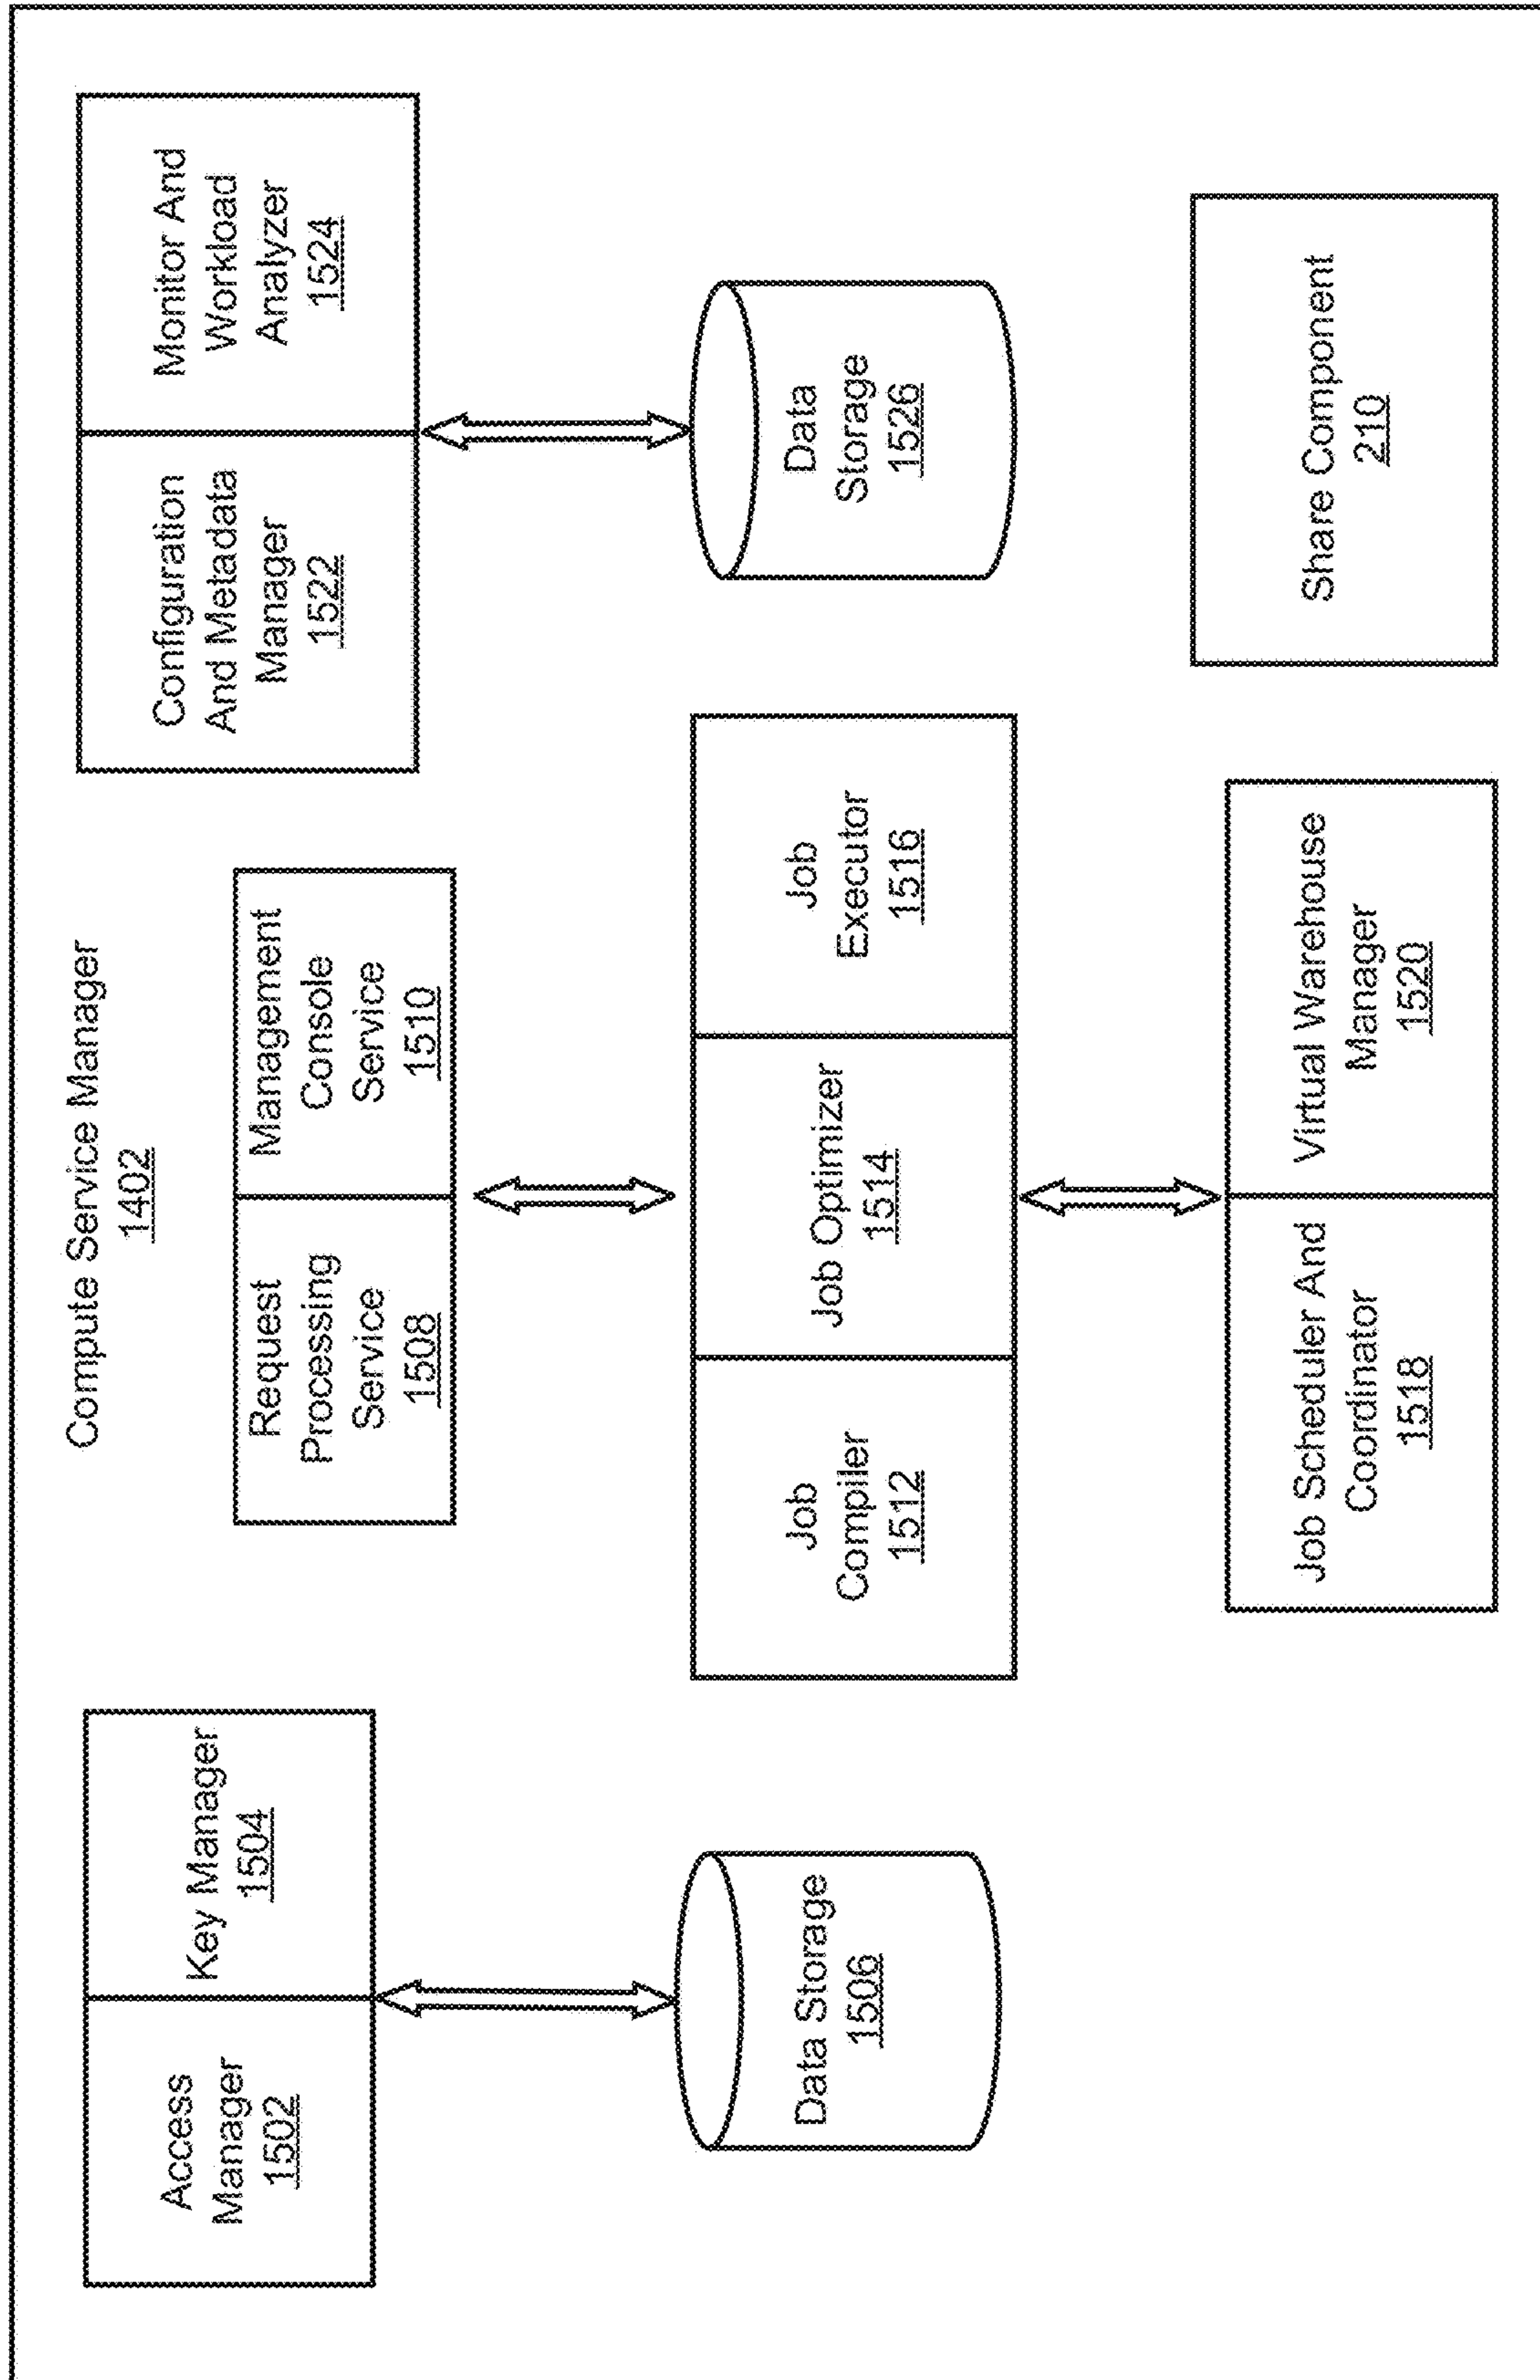 Compute Service Manager
1402
Access
Manager
1502
Key Manager
1504
Data Storage
1506
Request
Processing
Service
1508
Management
Console
Service
1510
Job
Compiler
1512
Job Optimizer
1514
Job
Executor
1516
Job Scheduler And
Coordinator
1518
Virtual Warehouse
Manager
1520
Configuration
And Metadata
Manager
1522
Monitor And
Workload
Analyzer
1524
Data
Storage
1526
Share Component
210